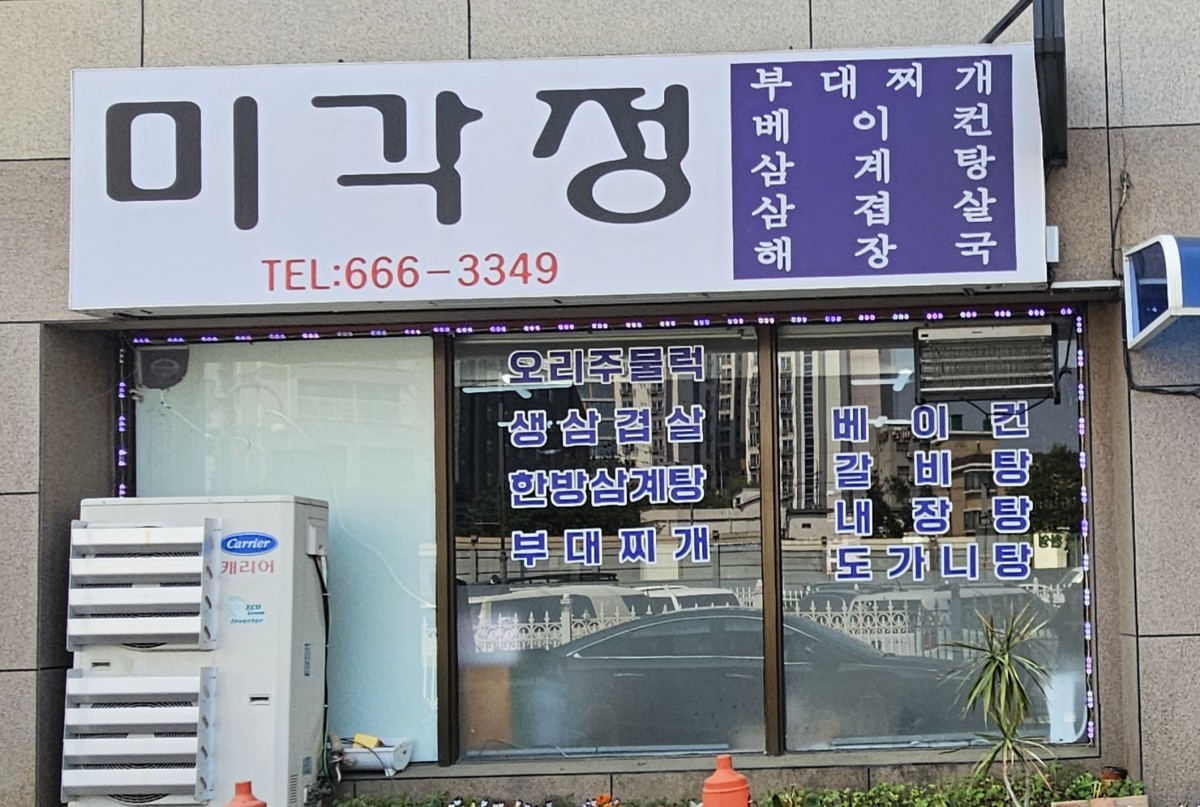 미각정
TEL:666-3349
부대찌개
베이컨
삼계탕
삼겹살
해장국
오리주물럭
생삼겹살
한방삼계탕
부대찌개
베이컨
갈비탕
내장탕
도가니탕
Carrier
캐리어
ECO
Green
Inverter